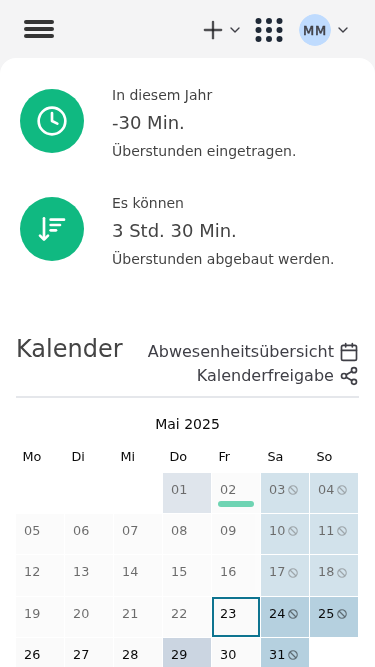 MM
In diesem Jahr
-30 Min.
Überstunden eingetragen.
Es können
3 Std. 30 Min.
Überstunden abgebaut werden.
Kalender
Abwesenheitsübersicht
Kalenderfreigabe
Mai 2025
Mo Di Mi Do Fr Sa So
01 02 03 04
05 06 07 08 09 10 11
12 13 14 15 16 17 18
19 20 21 22 23 24 25
26 27 28 29 30 31